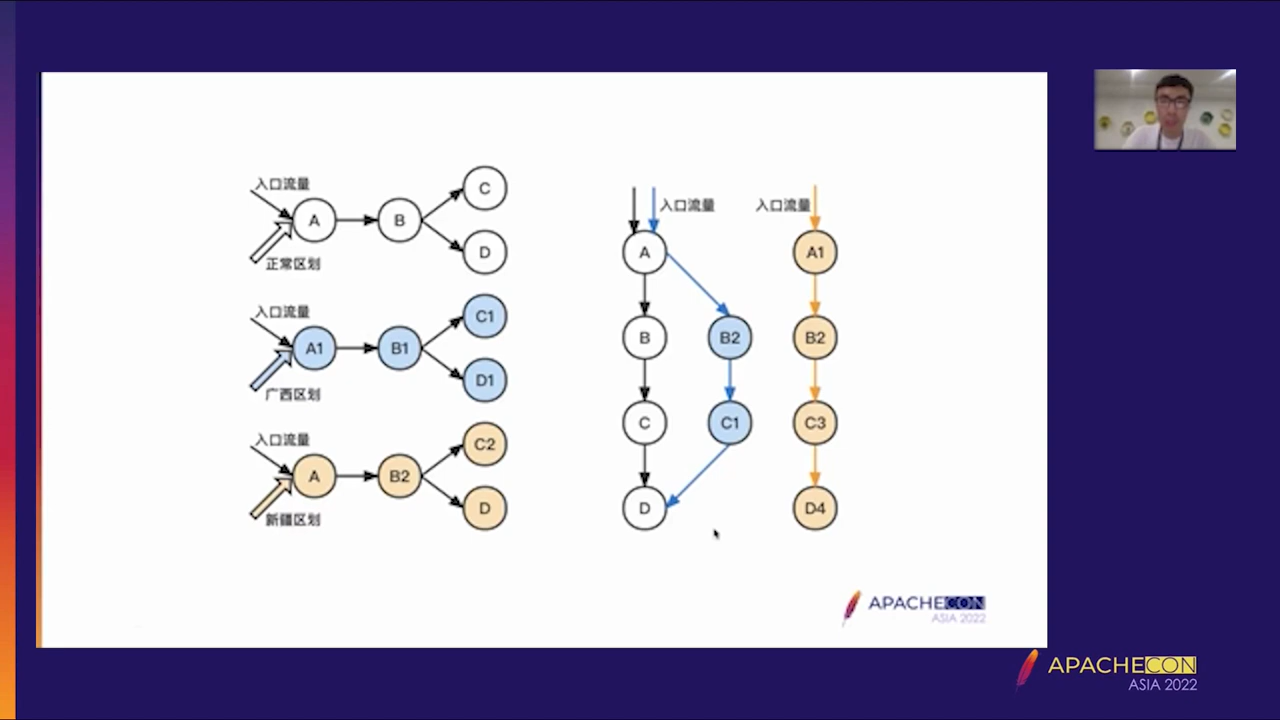 入口流量
A
B
C
D
正常区划
入口流量
A1
B1
C1
D1
广西区划
入口流量
A
B2
C2
D
新疆区划
入口流量
入口流量
A
A1
B
B2
B2
C
C1
C3
D
D4
APACHECON
ASIA 2022
APACHECON
ASIA 2022